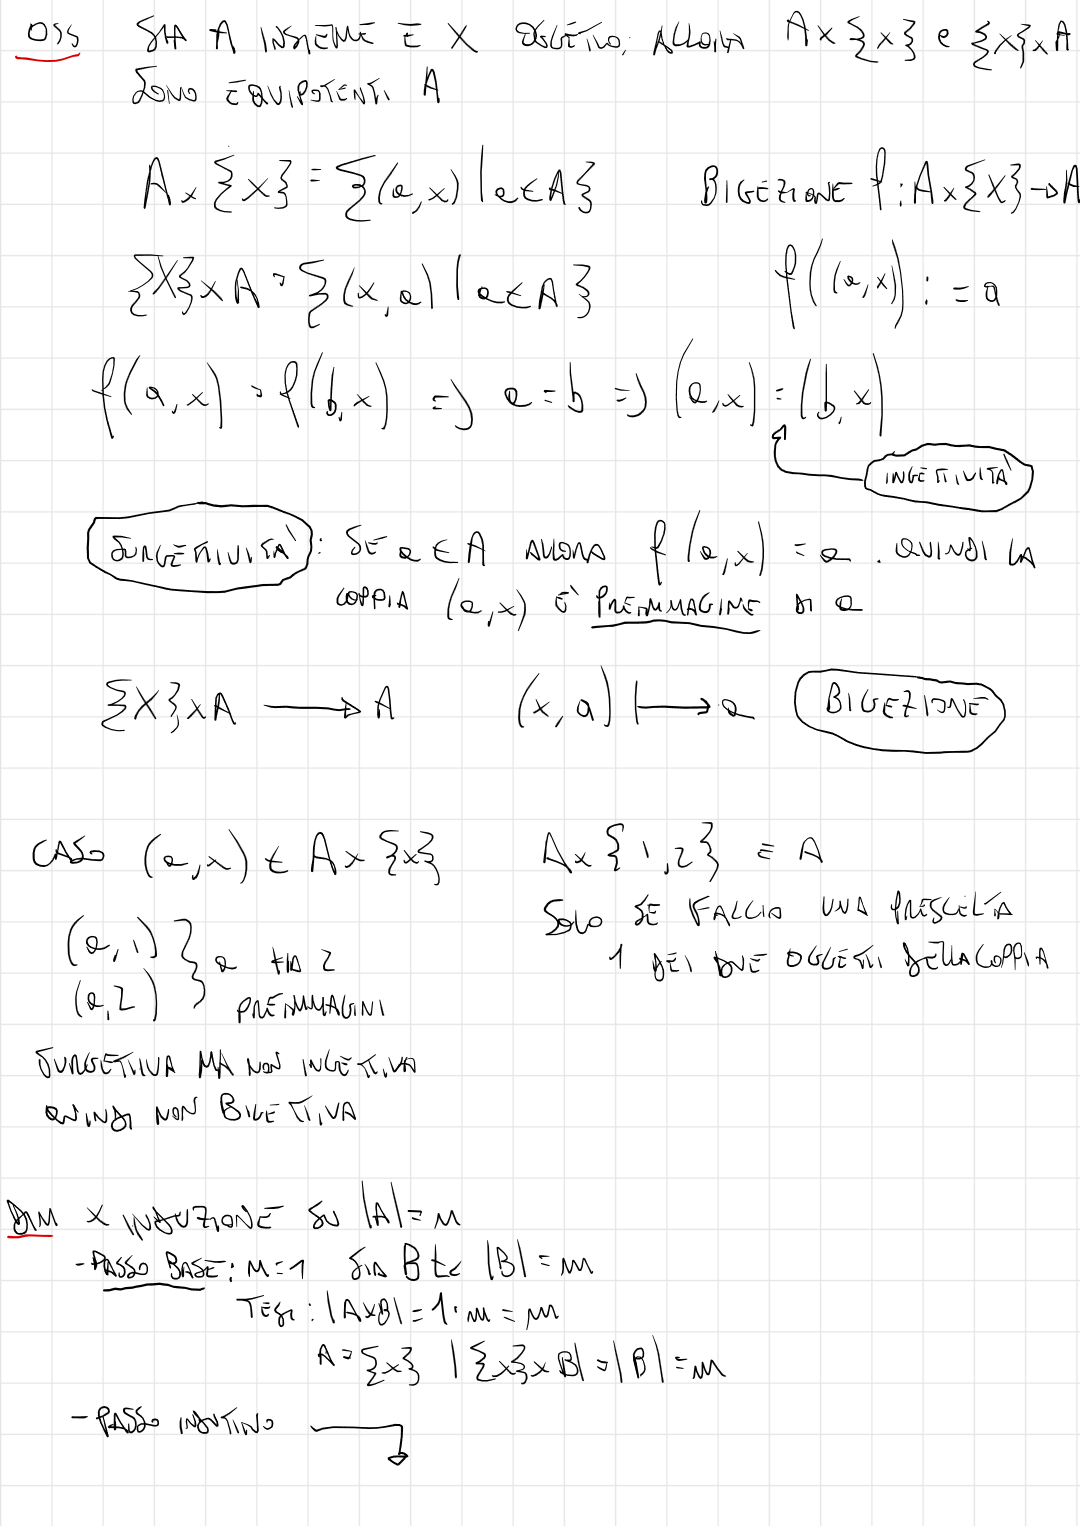 OSS SIA A INSIEME E X OGGETTO, ALLORA A×{x} e {x}×A
SONO EQUIPOTENTI A
A×{x} = {(a,x) | a∈A} BIGEZIONE f: A×{x}→A
{x}×A = {(x,a) | a∈A} f((a,x)) := a
f(a,x) = f(b,x) => a=b => (a,x) = (b,x)
INGETTIVITÀ
SURGETTIVITÀ : SE a∈A ALLORA f(a,x) = a . QUINDI LA
COPPIA (a,x) È PREIMMAGINE DI a
{x}×A → A (x,a) ↦ a BIGEZIONE
CASO (a,x) ∈ A×{x} A×{1,2} ≡ A
SOLO SE FACCIO UNA PRESCELTA
1 DEI DUE OGGETTI DELLA COPPIA
(a,1)
(a,2) } a HA 2
PREIMMAGINI
SURGETTIVA MA NON INGETTIVA
QUINDI NON BIGETTIVA
DIM X INDUZIONE SU |A|=n
- PASSO BASE: n=1 SIA B tc |B|=m
TESI: |A×B|=1·m=m
A={x} |{x}×B|=|B|=m
- PASSO INDUTIVO